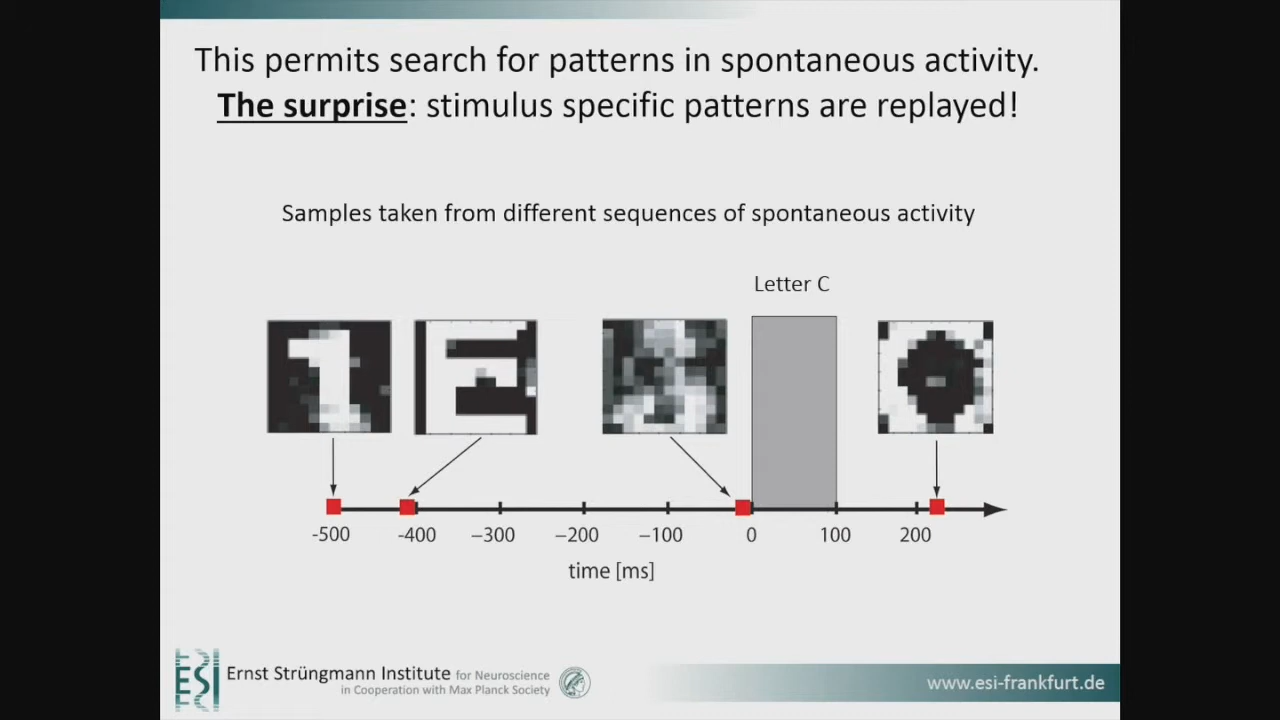 This permits search for patterns in spontaneous activity.
The surprise: stimulus specific patterns are replayed!
Samples taken from different sequences of spontaneous activity
Letter C
1
E
-500 -400 −300 −200 −100 0 100 200
time [ms]
ESI
Ernst Strüngmann Institute for Neuroscience
in Cooperation with Max Planck Society
www.esi-frankfurt.de